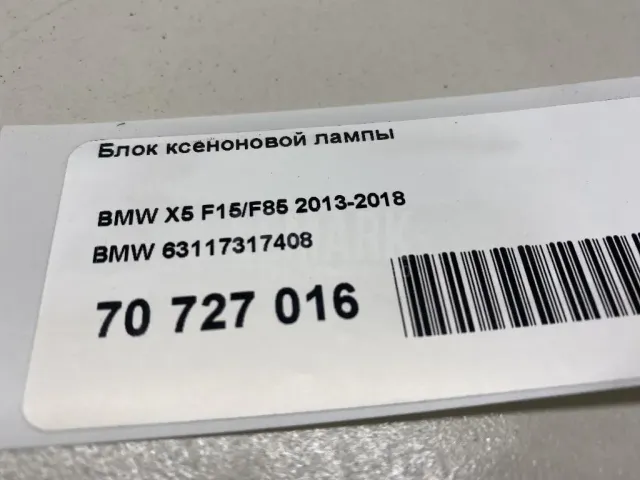 Блок ксеноновой лампы
BMW X5 F15/F85 2013-2018
BMW 63117317408
70 727 016